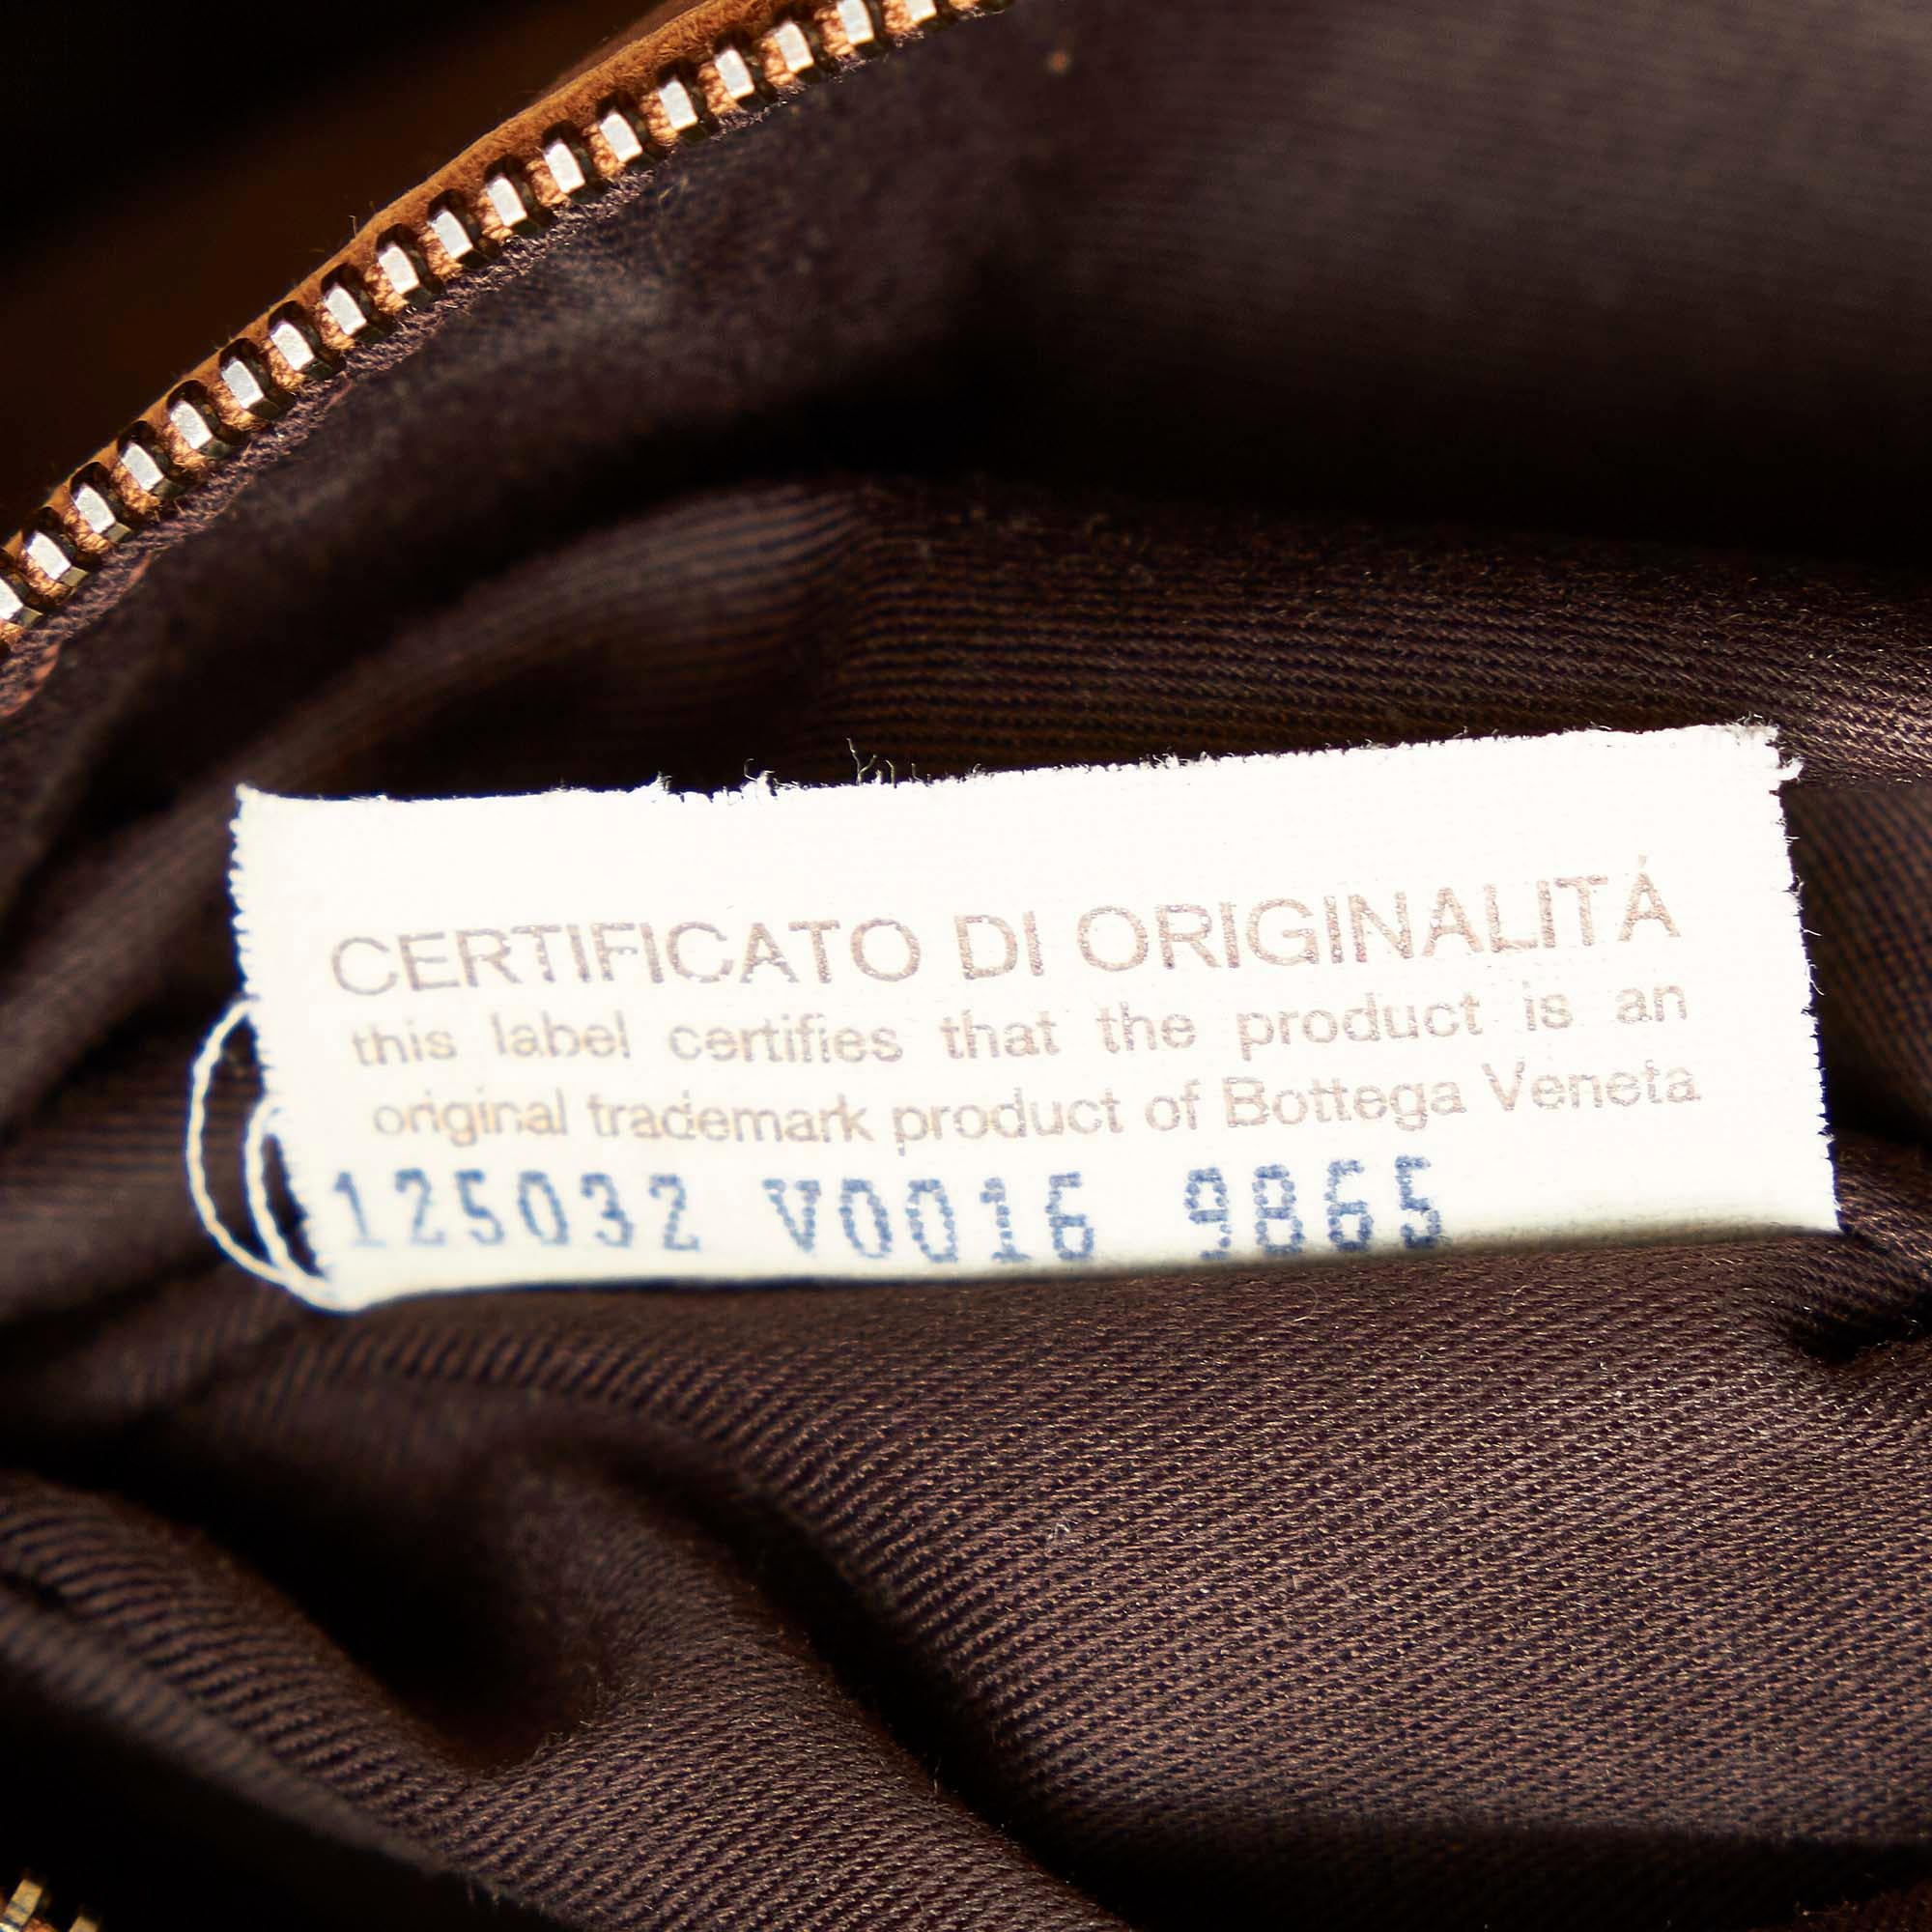 CERTIFICATO DI ORIGINALITÁ
this label certifies that the product is an
original trademark product of Bottega Veneta
125032 V0016 9865